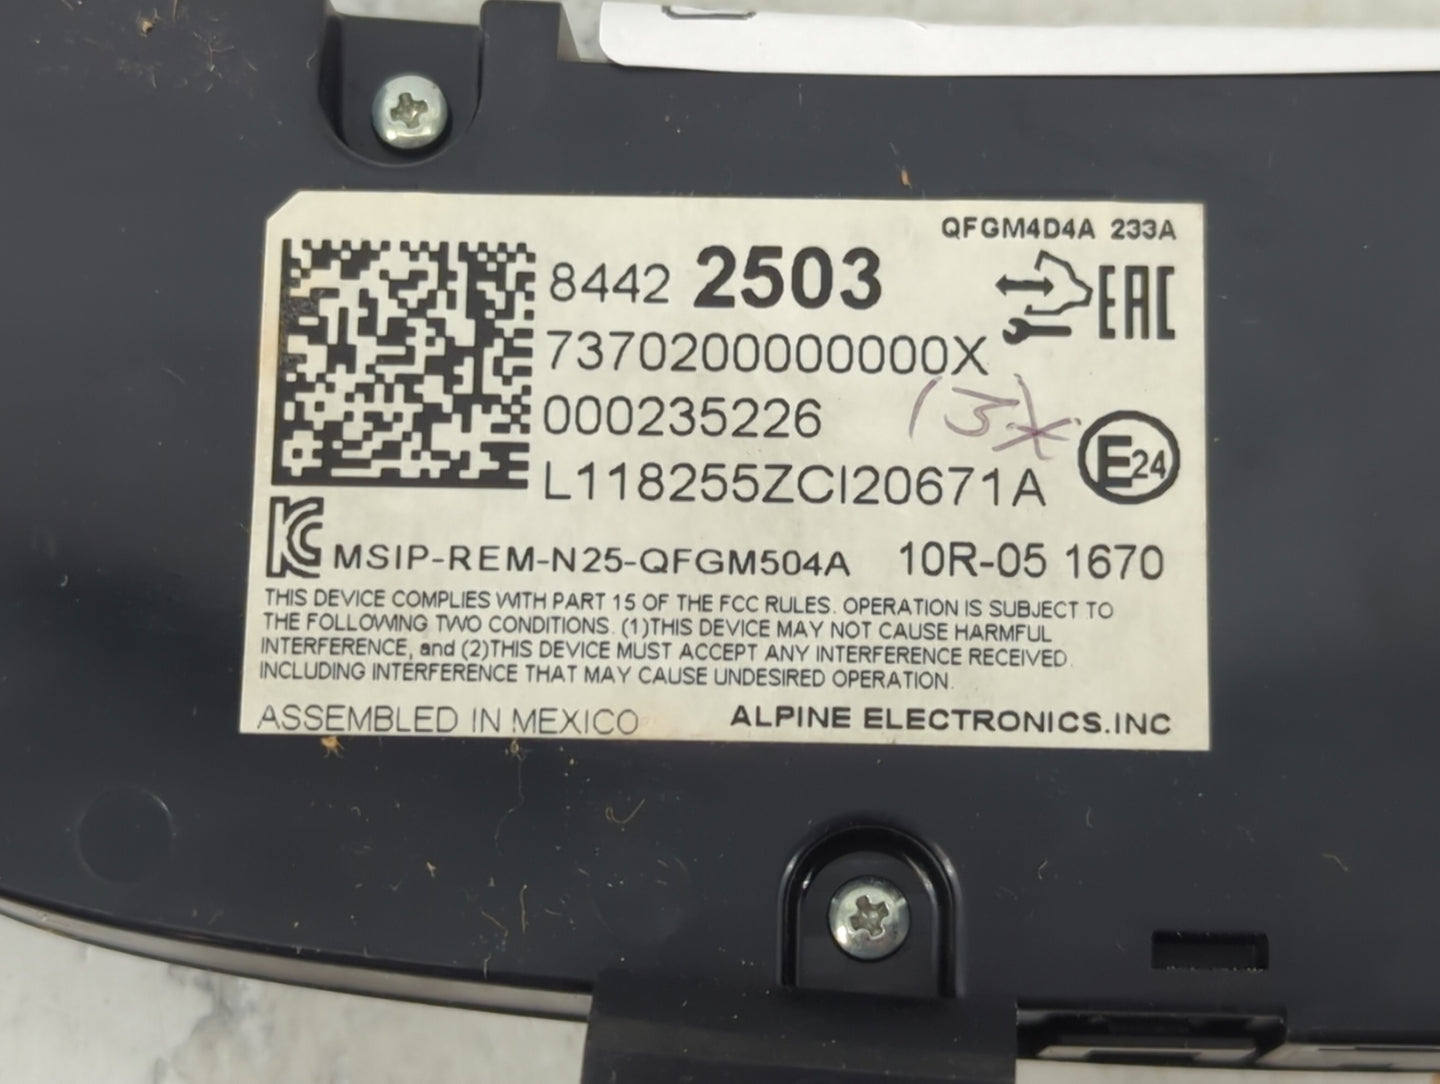 QFGM4D4A 233A
8442 2503
EAC
7370200000000X
000235226
13
L118255ZCI20671A
E24
KC MSIP-REM-N25-QFGM504A 10R-05 1670
THIS DEVICE COMPLIES WITH PART 15 OF THE FCC RULES. OPERATION IS SUBJECT TO
THE FOLLOWING TWO CONDITIONS. (1)THIS DEVICE MAY NOT CAUSE HARMFUL
INTERFERENCE, and (2)THIS DEVICE MUST ACCEPT ANY INTERFERENCE RECEIVED.
INCLUDING INTERFERENCE THAT MAY CAUSE UNDESIRED OPERATION.
ASSEMBLED IN MEXICO ALPINE ELECTRONICS.INC